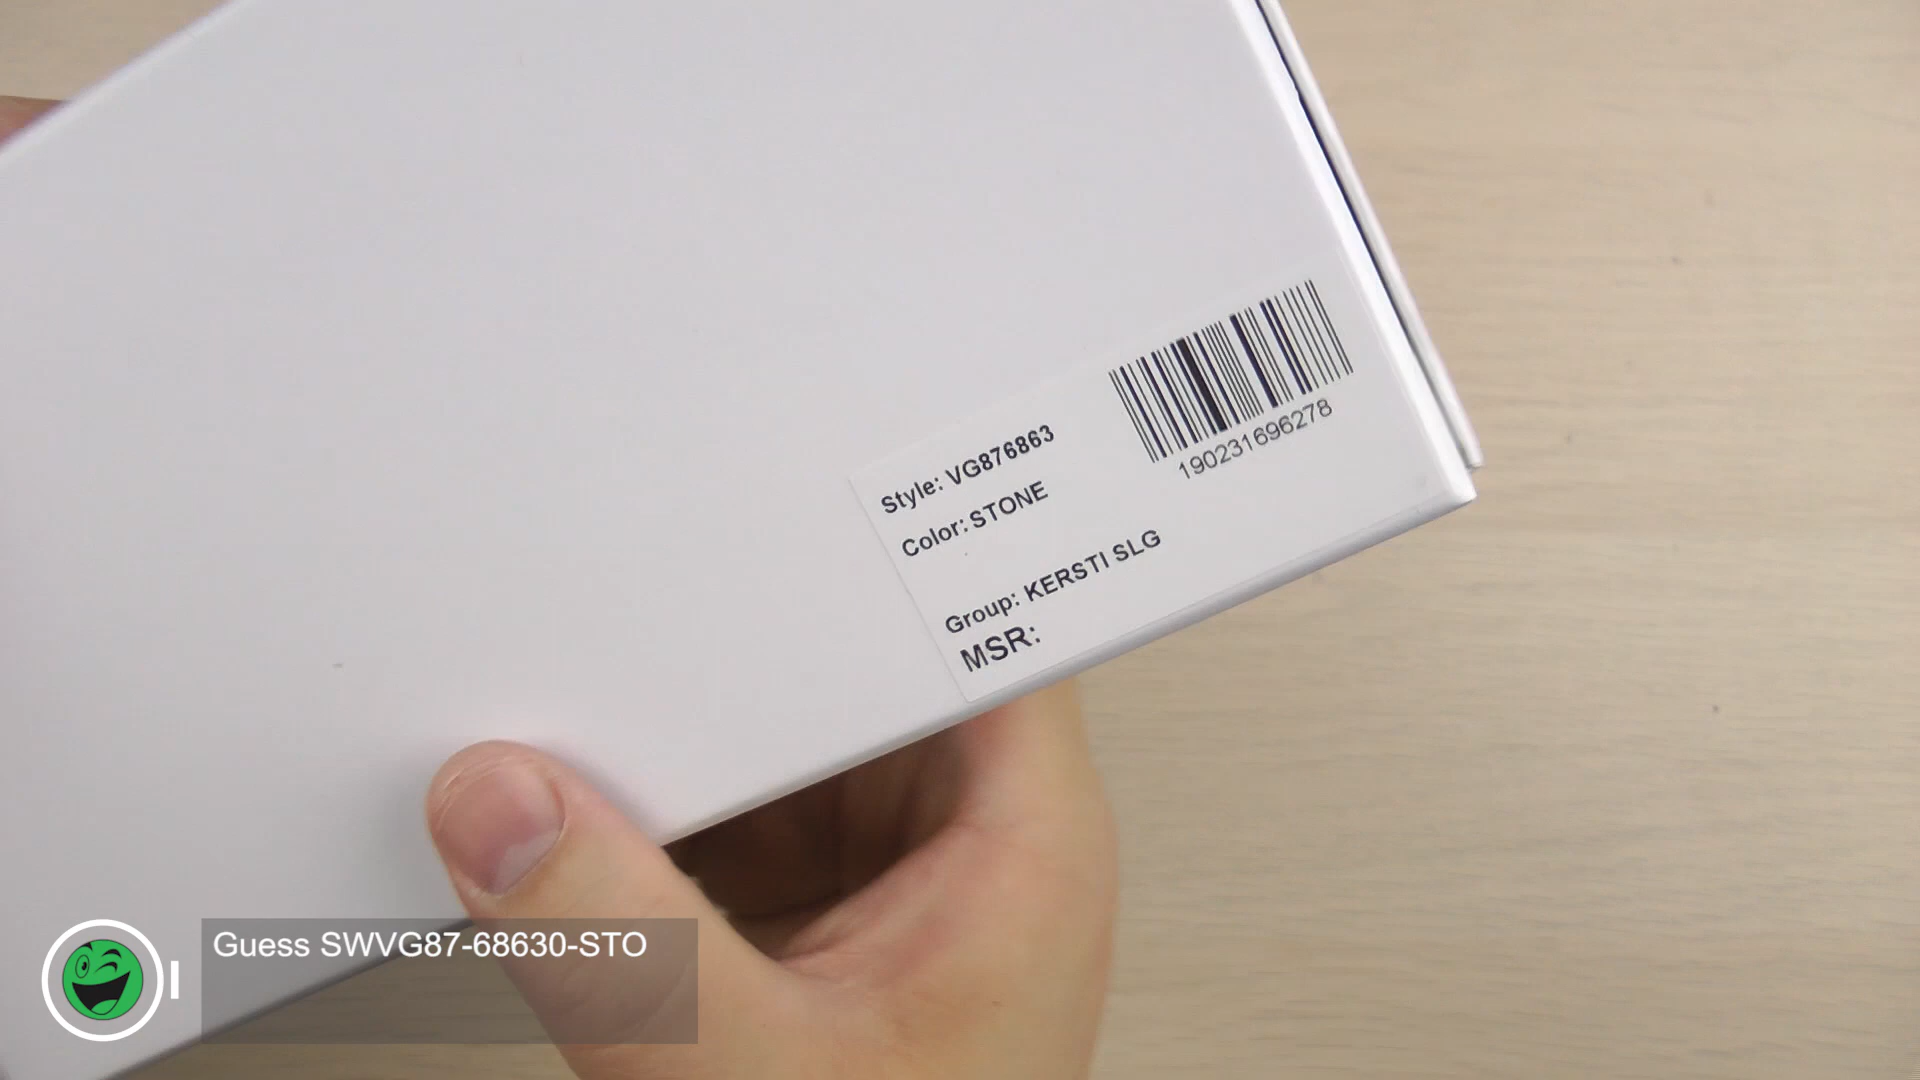 Style: VG876863
Color: STONE
190231696278
Group: KERSTI SLG
MSR:
Guess SWVG87-68630-STO